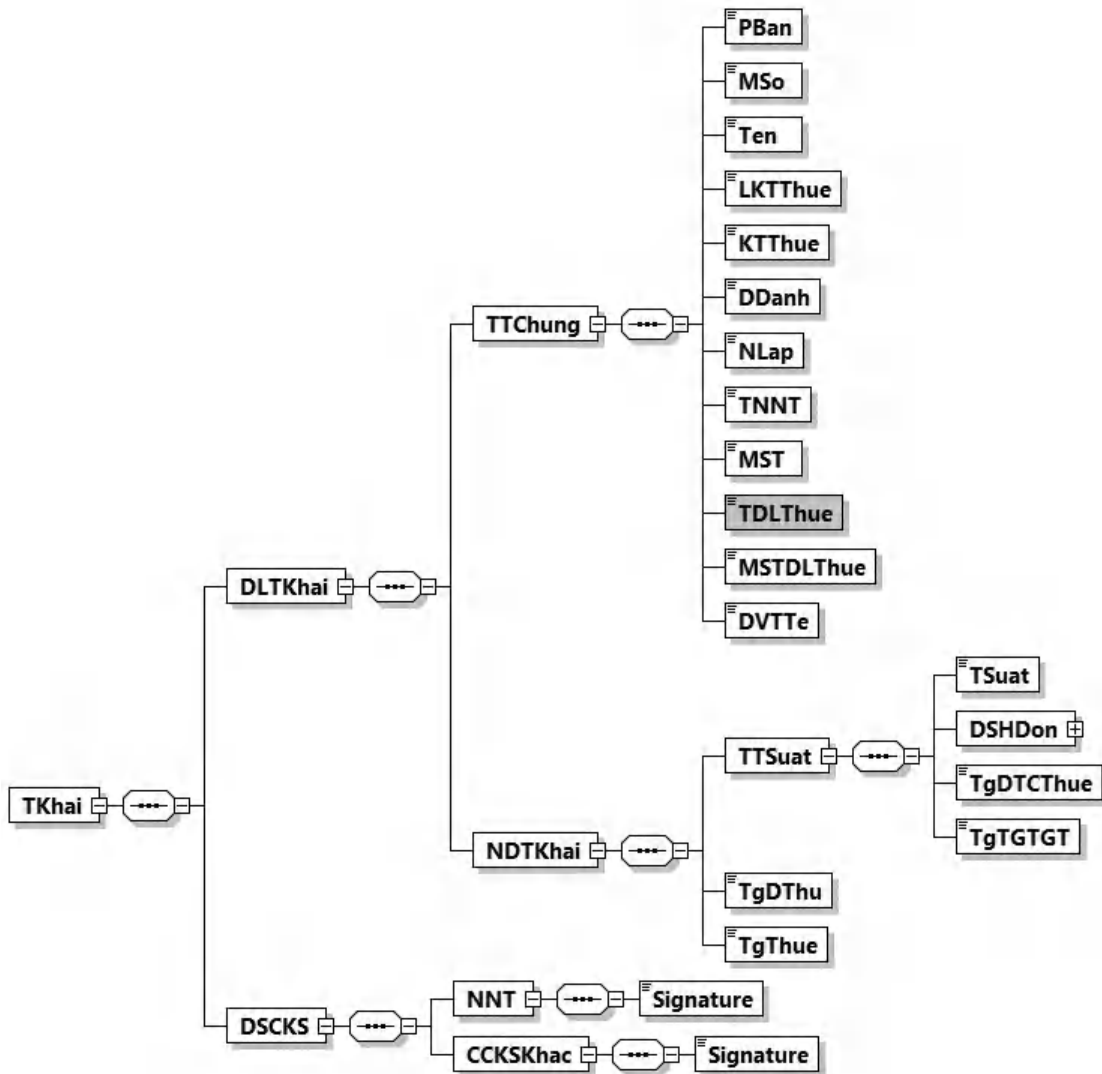 PBan
MSo
Ten
LKTThue
KTThue
DDanh
TTChung
NLap
TNNT
MST
TDLThue
DLTKhai
MSTDLThue
DVTTe
TSuat
DSHDon
TTSuat
TgDTCThue
TKhai
TgTGTGT
NDTKhai
TgDThu
TgThue
NNT
Signature
DSCKS
CCKSKhac
Signature